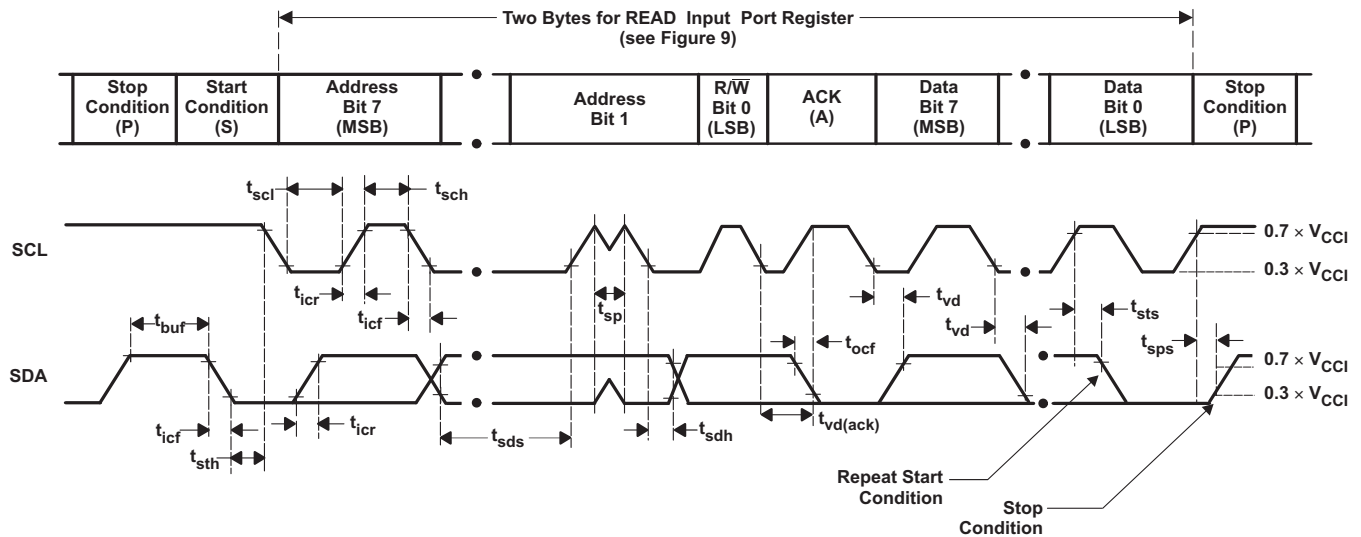 Two Bytes for READ Input Port Register
(see Figure 9)
Stop
Condition
(P)
Start
Condition
(S)
Address
Bit 7
(MSB)
Address
Bit 1
R/W̅
Bit 0
(LSB)
ACK
(A)
Data
Bit 7
(MSB)
Data
Bit 0
(LSB)
Stop
Condition
(P)
tscl
tsch
SCL
0.7 × VCCI
0.3 × VCCI
ticr
ticf
tsp
tvd
tvd
tsts
tbuf
tocf
tsps
SDA
0.7 × VCCI
0.3 × VCCI
ticf
ticr
tsth
tsds
tsdh
tvd(ack)
Repeat Start
Condition
Stop
Condition